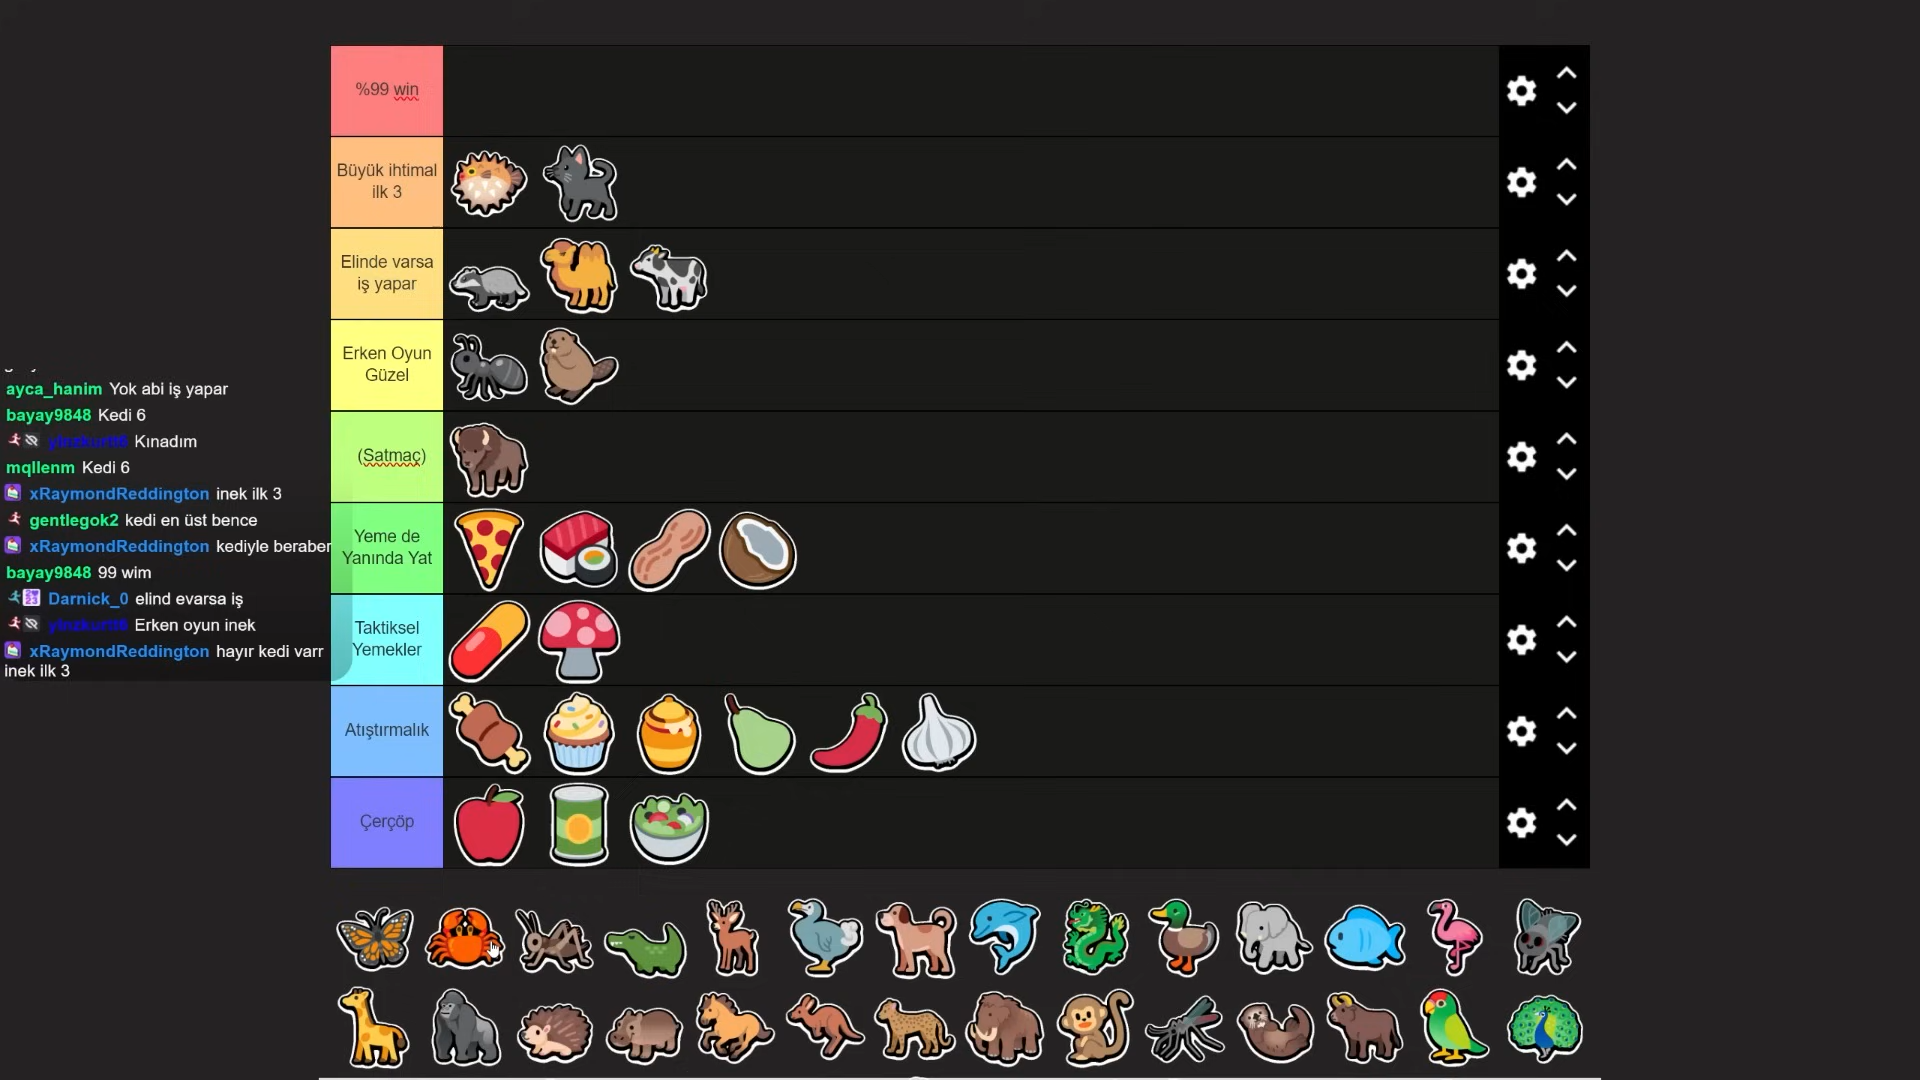 %99 win
Büyük ihtimal
ilk 3
Elinde varsa
iş yapar
Erken Oyun
Güzel
(Satmaç)
Yeme de
Yanında Yat
Taktiksel
Yemekler
Atıştırmalık
Çerçöp
ayca_hanim Yok abi iş yapar
bayay9848 Kedi 6
Kınadım
mqllenm Kedi 6
xRaymondReddington inek ilk 3
gentlegok2 kedi en üst bence
xRaymondReddington kediyle beraber
bayay9848 99 wim
Darnick_0 elind evarsa iş
Erken oyun inek
xRaymondReddington hayır kedi varr
inek ilk 3